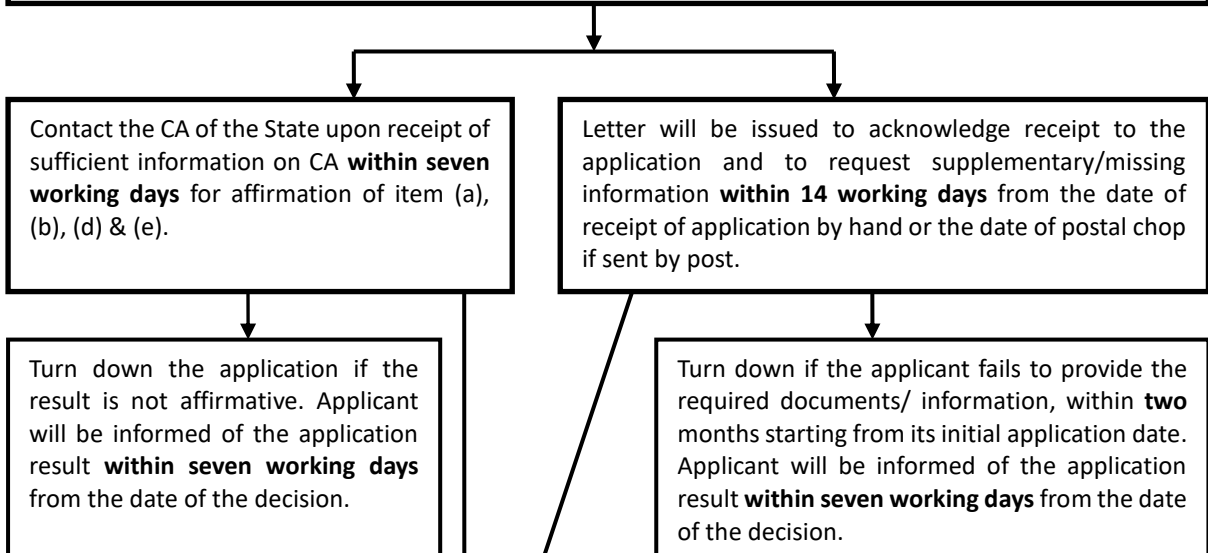 Contact the CA of the State upon receipt of
sufficient information on CA within seven
working days for affirmation of item (a),
(b), (d) & (e).
Letter will be issued to acknowledge receipt to the
application and to request supplementary/missing
information within 14 working days from the date of
receipt of application by hand or the date of postal chop
if sent by post.
Turn down the application if the
result is not affirmative. Applicant
will be informed of the application
result within seven working days
from the date of the decision.
Turn down if the applicant fails to provide the
required documents/ information, within two
months starting from its initial application date.
Applicant will be informed of the application
result within seven working days from the date
of the decision.